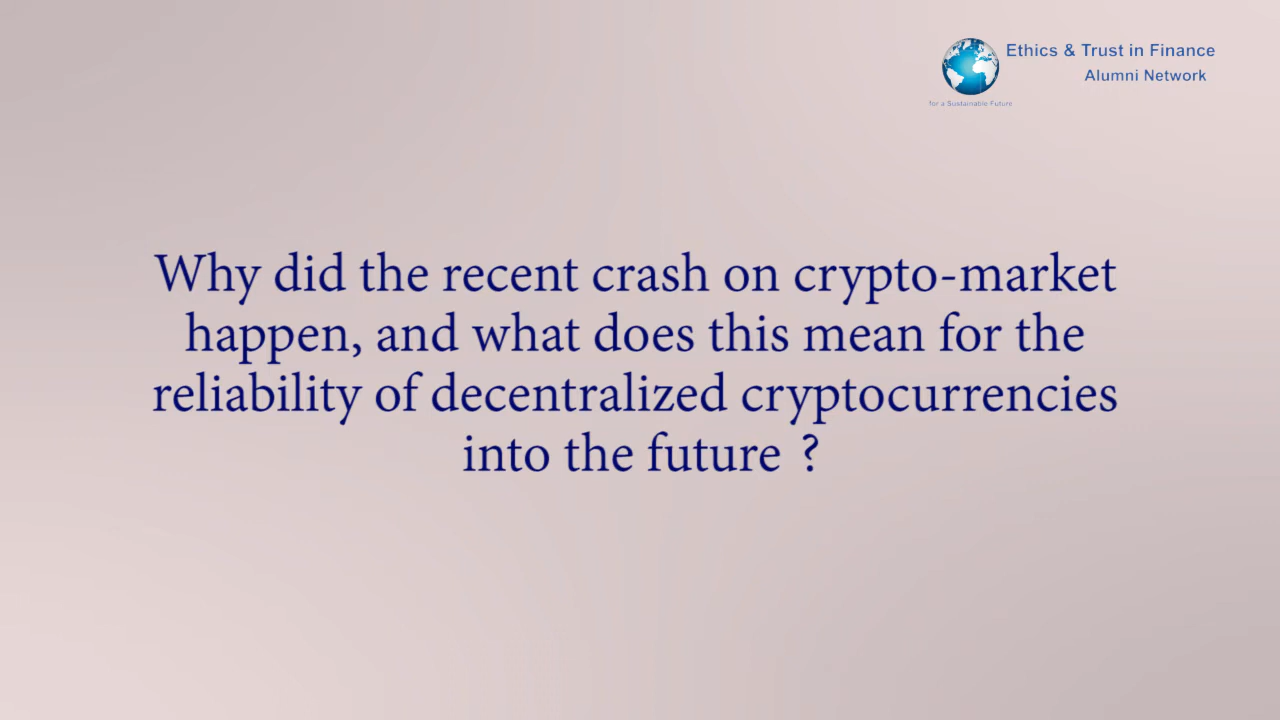 Ethics & Trust in Finance
Alumni Network
for a Sustainable Future
Why did the recent crash on crypto-market
happen, and what does this mean for the
reliability of decentralized cryptocurrencies
into the future ?